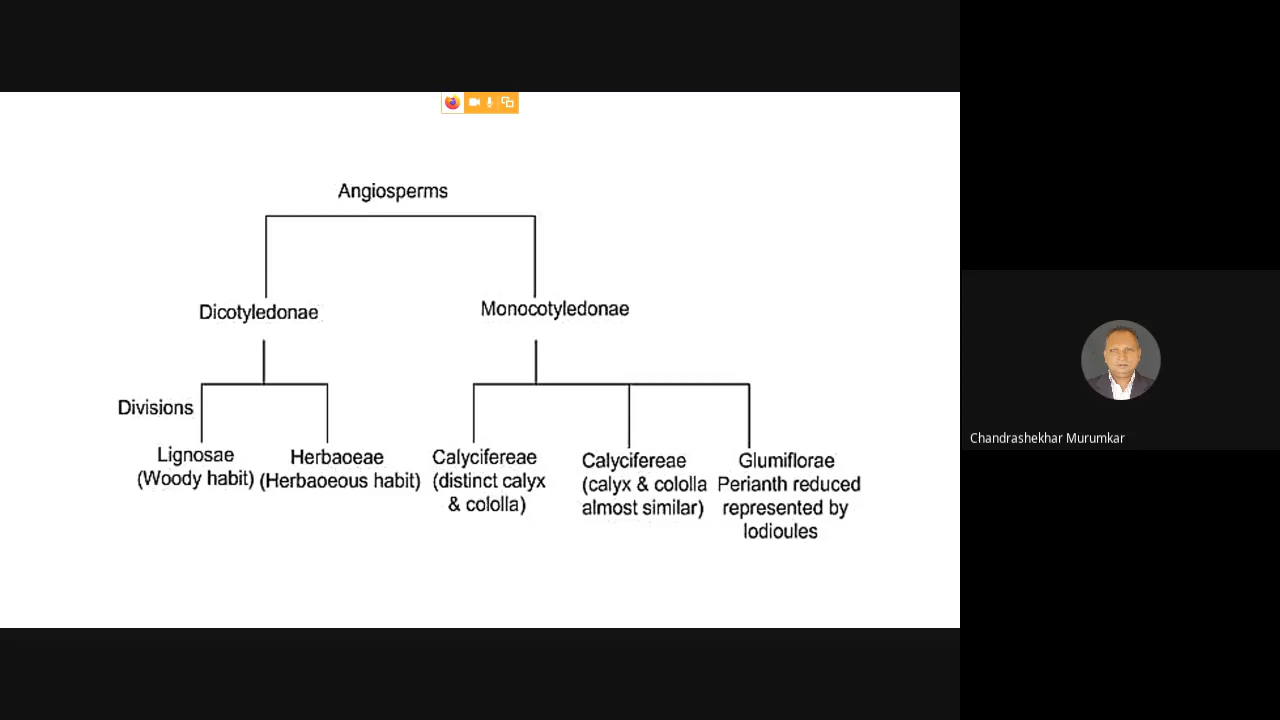 Angiosperms
Dicotyledonae
Monocotyledonae
Divisions
Lignosae
(Woody habit)
Herbaoeae
(Herbaoeous habit)
Calycifereae
(distinct calyx
& cololla)
Calycifereae
(calyx & cololla
almost similar)
Glumiflorae
Perianth reduced
represented by
lodioules
Chandrashekhar Murumkar